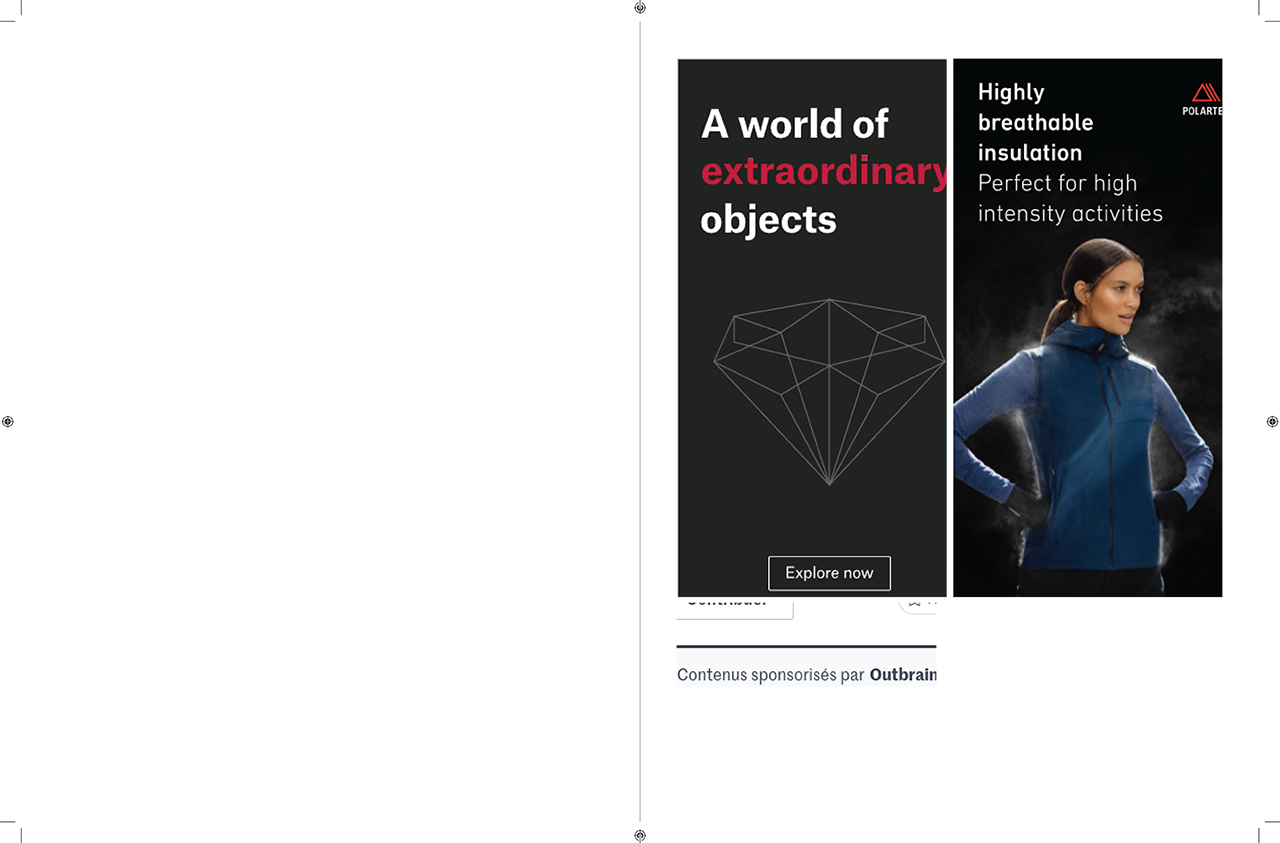 A world of
extraordinary
objects
Explore now
Highly
breathable
insulation
Perfect for high
intensity activities
POLARTE
Contribuer
Contenus sponsorisés par Outbrain